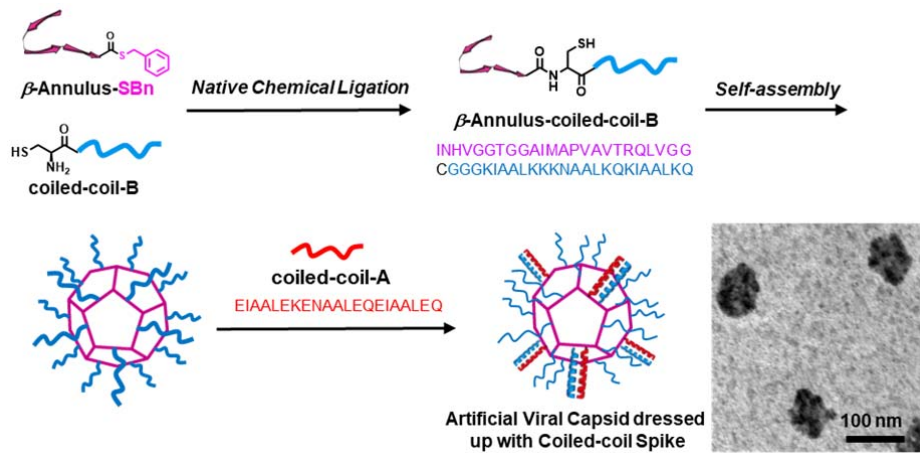 O
S
β-Annulus-SBn
HS
O
NH₂
coiled-coil-B
Native Chemical Ligation
SH
O
N
H
O
β-Annulus-coiled-coil-B
INHVGGTGGAIMAPVAVTRQLVGG
CGGGKIAALKKKNAALKQKIAALKQ
Self-assembly
coiled-coil-A
EIAALEKENAALEQEIAALEQ
Artificial Viral Capsid dressed
up with Coiled-coil Spike
100 nm